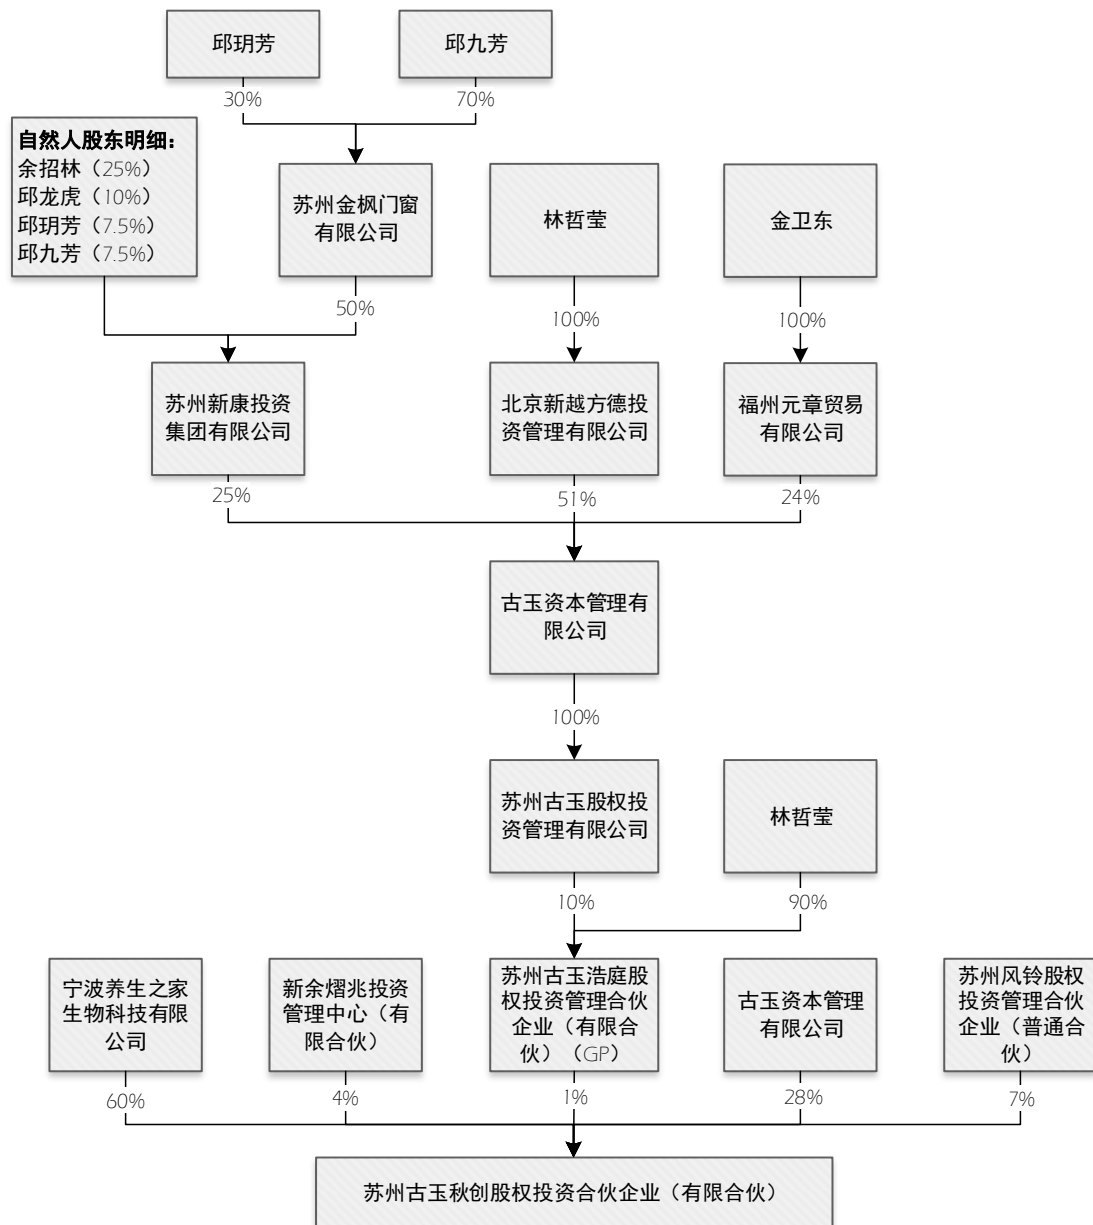 邱玥芳
邱九芳
30%
70%
自然人股东明细：
余招林（25%）
邱龙虎（10%）
邱玥芳（7.5%）
邱九芳（7.5%）
苏州金枫门窗
有限公司
林哲莹
金卫东
50%
100%
100%
苏州新康投资
集团有限公司
北京新越方德投
资管理有限公司
福州元章贸易
有限公司
25%
51%
24%
古玉资本管理有
限公司
100%
苏州古玉股权投
资管理有限公司
林哲莹
10%
90%
宁波养生之家
生物科技有限
公司
新余熠兆投资
管理中心（有
限合伙）
苏州古玉浩庭股
权投资管理合伙
企业（有限合
伙）（GP）
古玉资本管理
有限公司
苏州风铃股权
投资管理合伙
企业（普通合
伙）
60%
4%
1%
28%
7%
苏州古玉秋创股权投资合伙企业（有限合伙）